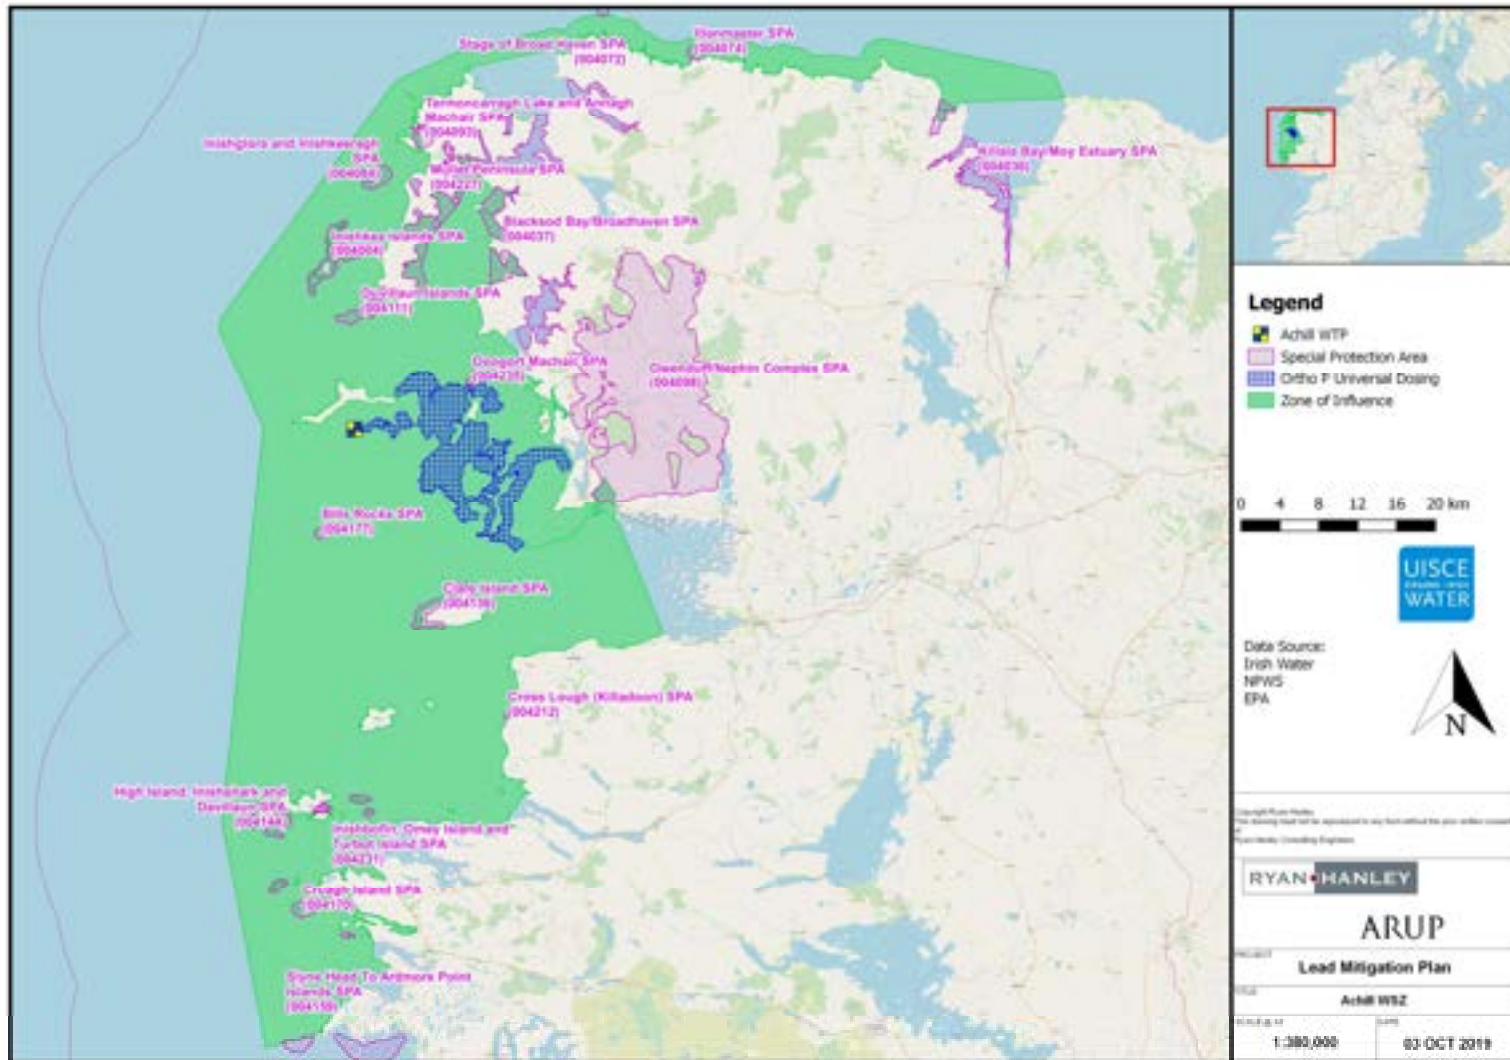 Stags of Broad Haven SPA
(004072)
Illanmaster SPA
(004074)
Termoncarragh Lake and Annagh
Machair SPA
(004093)
Inishglora and Inishkeeragh
SPA
(004084)
Mullet Peninsula SPA
(004227)
Killala Bay/Moy Estuary SPA
(004036)
Blacksod Bay/Broadhaven SPA
(004037)
Inishkea Islands SPA
(004004)
Duvillaun Islands SPA
(004111)
Doogort Machair SPA
(004235)
Owenduff/Nephin Complex SPA
(004098)
Bills Rocks SPA
(004177)
Clare Island SPA
(004136)
Cross Lough (Killadoon) SPA
(004212)
High Island, Inishshark and
Davillaun SPA
(004144)
Inishbofin, Omey Island and
Turbot Island SPA
(004231)
Cruagh Island SPA
(004170)
Slyne Head To Ardmore Point
Islands SPA
(004159)
Legend
Achill WTP
Special Protection Area
Ortho P Universal Dosing
Zone of Influence
0 4 8 12 16 20 km
UISCE
WATER
Data Source:
Irish Water
NPWS
EPA
N
RYAN HANLEY
ARUP
PROJECT
Lead Mitigation Plan
TITLE
Achill WSZ
DATE
1:380,000
03 OCT 2019